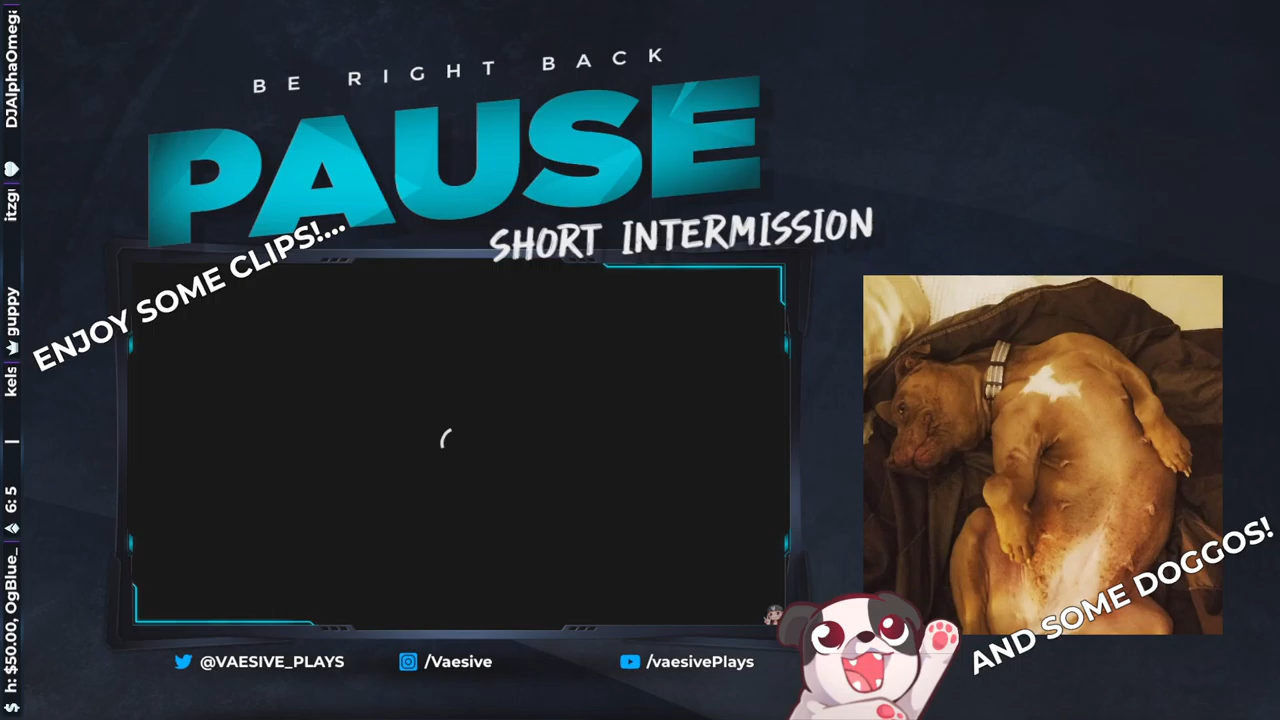 BE RIGHT BACK
PAUSE
SHORT INTERMISSION
ENJOY SOME CLIPS!...
AND SOME DOGGOS!
@VAESIVE_PLAYS
/Vaesive
/vaesivePlays
$ h: $50.00, OgBlue_
6: 5
kels
guppy
itzg
DJAlphaOmeg